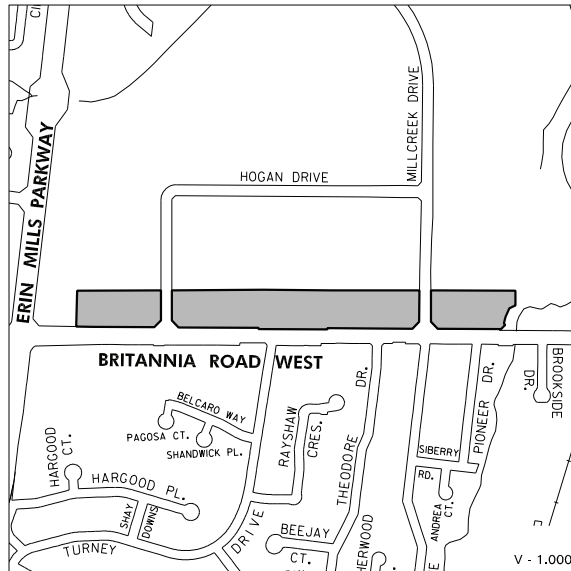 CI
ERIN MILLS PARKWAY
MILLCREEK DRIVE
HOGAN DRIVE
BRITANNIA ROAD WEST
BROOKSIDE
DR.
PIONEER DR.
BELCARO WAY
PAGOSA CT.
SHANDWICK PL.
RAYSHAW
CRES.
THEODORE DR.
HARGOOD
CT.
HARGOOD PL.
SHAY
DOWNS
SIBERRY
RD.
ANDREA
CT.
TURNEY DRIVE
BEEJAY
CT.
HERWOOD
E
V - 1.000